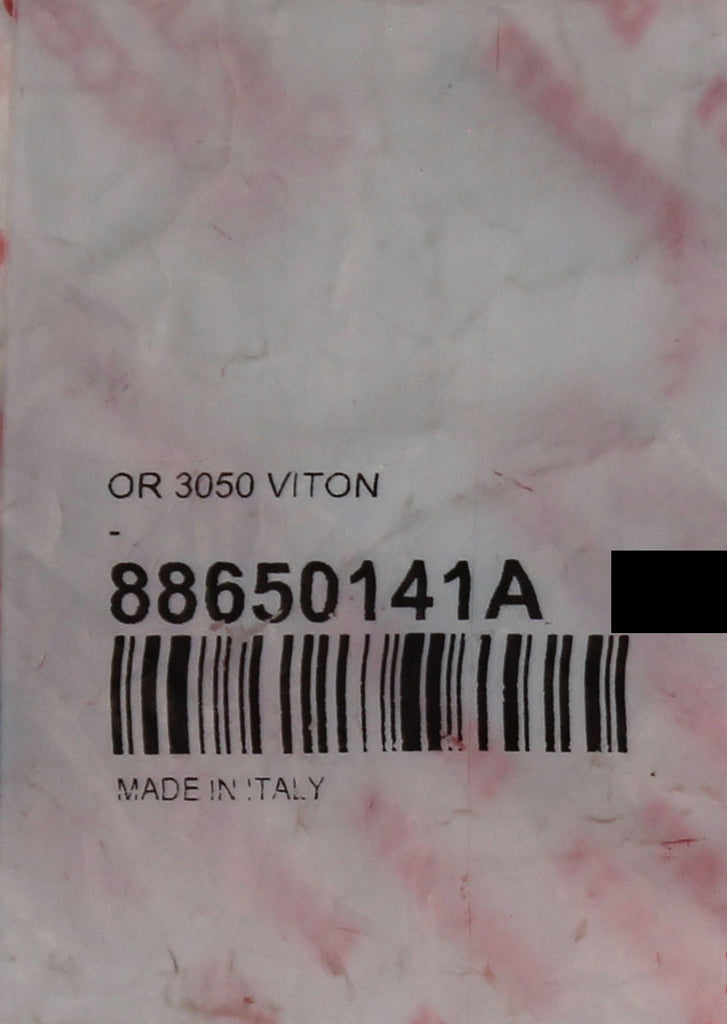 OR 3050 VITON
-
88650141A
MADE IN ITALY